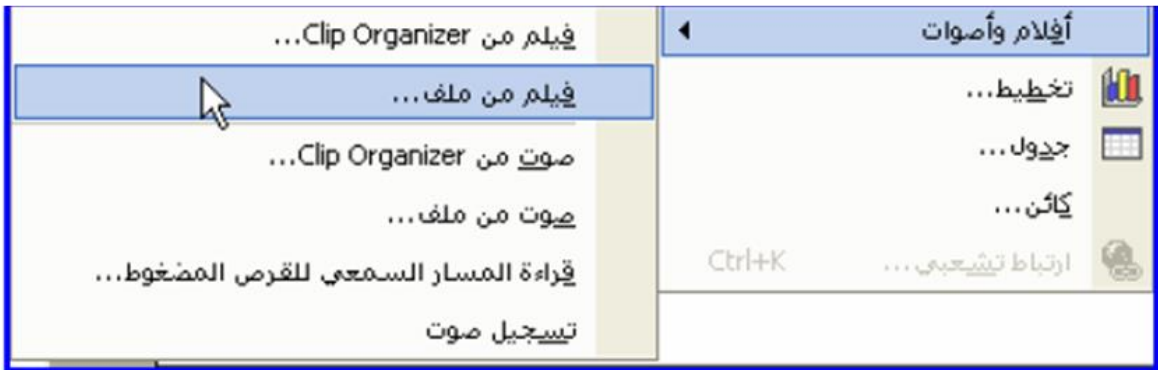 أفلام وأصوات
تخطيط...
جدول...
كائن...
ارتباط تشعبي... Ctrl+K
فيلم من Clip Organizer...
فيلم من ملف...
صوت من Clip Organizer...
صوت من ملف...
قراءة المسار السمعي للقرص المضغوط...
تسجيل صوت